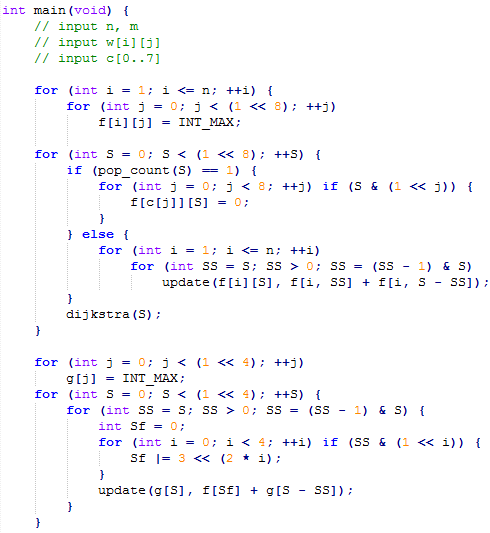 int main(void) {
    // input n, m
    // input w[i][j]
    // input c[0..7]

    for (int i = 1; i <= n; ++i) {
        for (int j = 0; j < (1 << 8); ++j)
            f[i][j] = INT_MAX;

    for (int S = 0; S < (1 << 8); ++S) {
        if (pop_count(S) == 1) {
            for (int j = 0; j < 8; ++j) if (S & (1 << j)) {
                f[c[j]][S] = 0;
            }
        } else {
            for (int i = 1; i <= n; ++i)
                for (int SS = S; SS > 0; SS = (SS - 1) & S)
                    update(f[i][S], f[i, SS] + f[i, S - SS]);
        }
        dijkstra(S);
    }

    for (int j = 0; j < (1 << 4); ++j)
        g[j] = INT_MAX;
    for (int S = 0; S < (1 << 4); ++S) {
        for (int SS = S; SS > 0; SS = (SS - 1) & S) {
            int Sf = 0;
            for (int i = 0; i < 4; ++i) if (SS & (1 << i)) {
                Sf |= 3 << (2 * i);
            }
            update(g[S], f[Sf] + g[S - SS]);
        }
    }